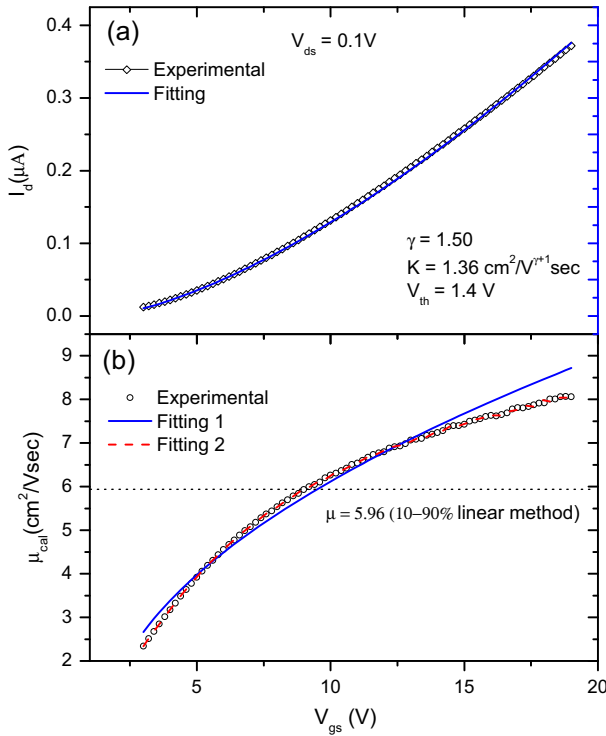 (a)
V_ds = 0.1V
Experimental
Fitting
γ = 1.50
K = 1.36 cm²/V^γ+1 sec
V_th = 1.4 V
I_d(μA)
0.4
0.3
0.2
0.1
0.0
(b)
Experimental
Fitting 1
Fitting 2
μ = 5.96 (10–90% linear method)
μ_cal(cm²/Vsec)
9
8
7
6
5
4
3
2
5
10
15
20
V_gs (V)